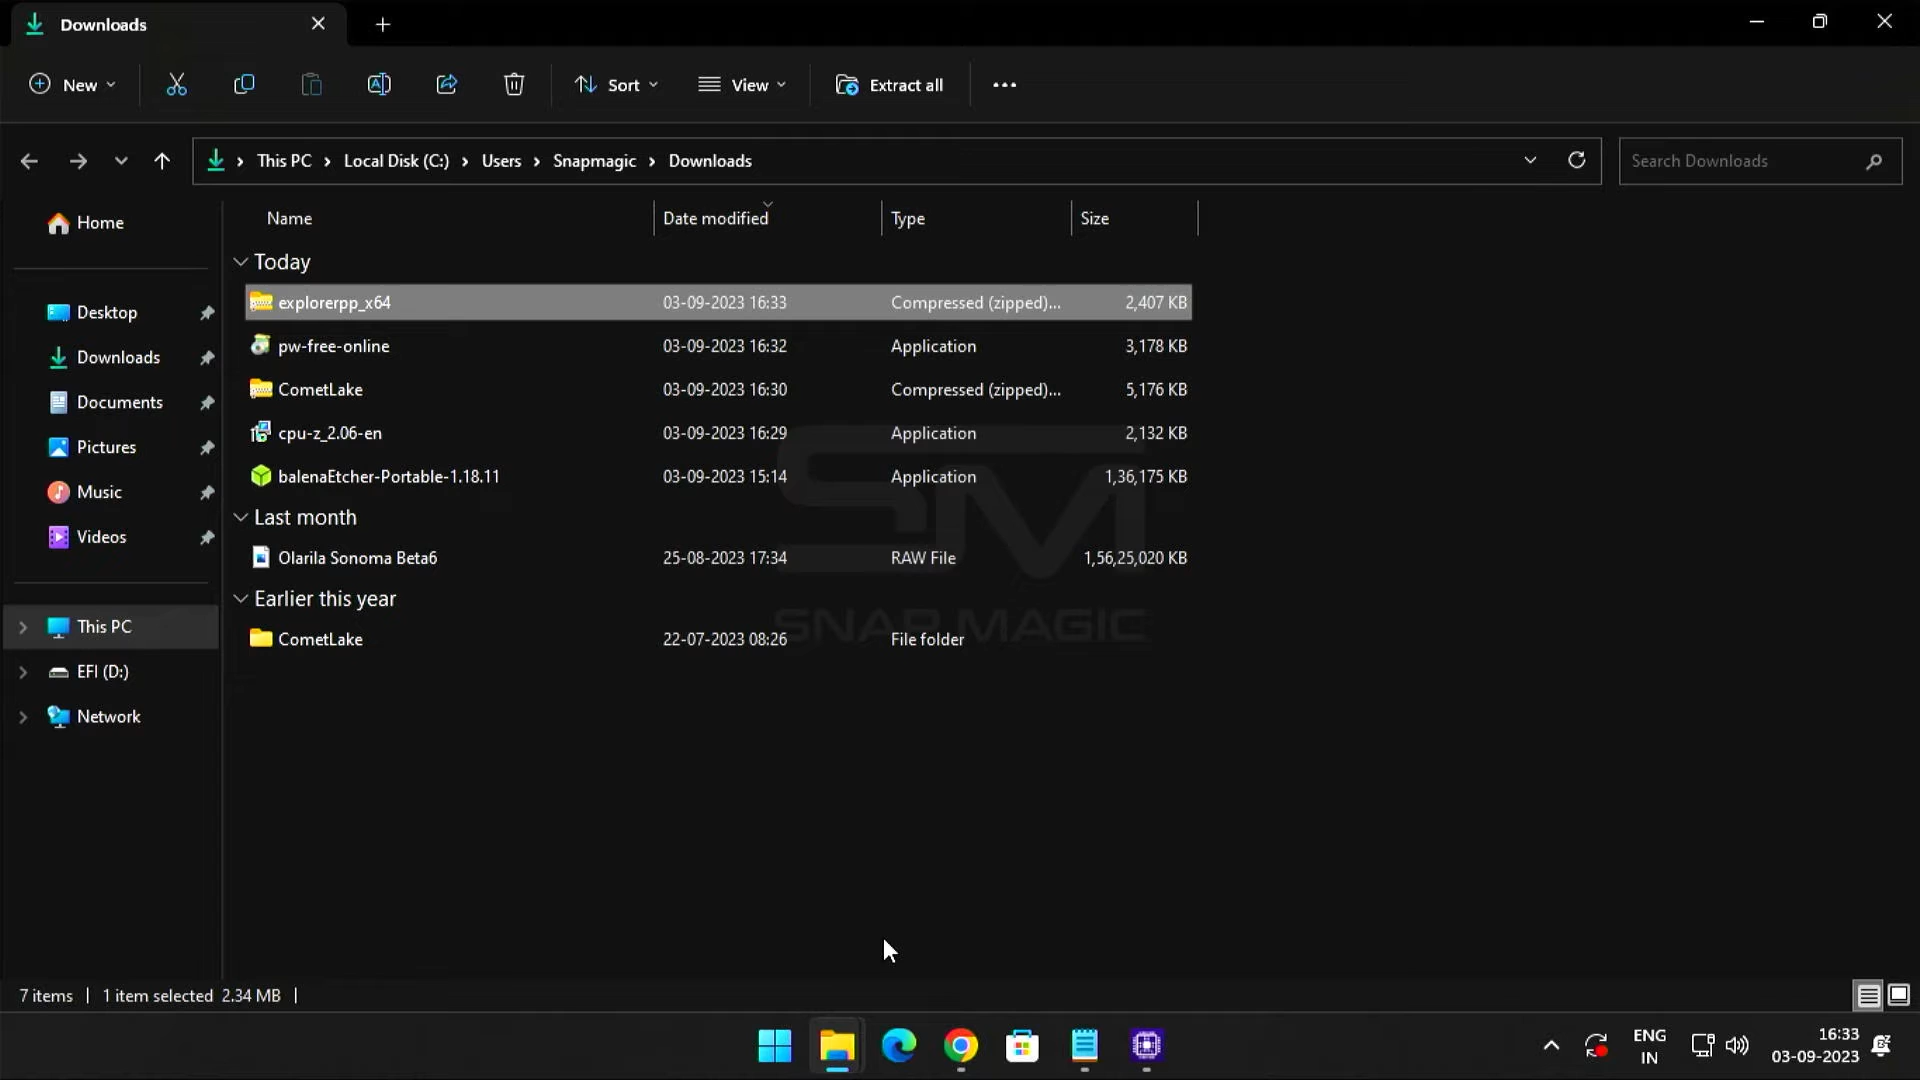 Downloads
New
Sort
View
Extract all
This PC
Local Disk (C:)
Users
Snapmagic
Downloads
Search Downloads
Name
Date modified
Type
Size
Home
Desktop
Downloads
Documents
Pictures
Music
Videos
This PC
EFI (D:)
Network
Today
explorerpp_x64 03-09-2023 16:33 Compressed (zipped)... 2,407 KB
pw-free-online 03-09-2023 16:32 Application 3,178 KB
CometLake 03-09-2023 16:30 Compressed (zipped)... 5,176 KB
cpu-z_2.06-en 03-09-2023 16:29 Application 2,132 KB
balenaEtcher-Portable-1.18.11 03-09-2023 15:14 Application 1,36,175 KB
Last month
Olarila Sonoma Beta6 25-08-2023 17:34 RAW File 1,56,25,020 KB
Earlier this year
CometLake 22-07-2023 08:26 File folder
SM
SNAP MAGIC
7 items
1 item selected 2.34 MB
ENG
IN
16:33
03-09-2023